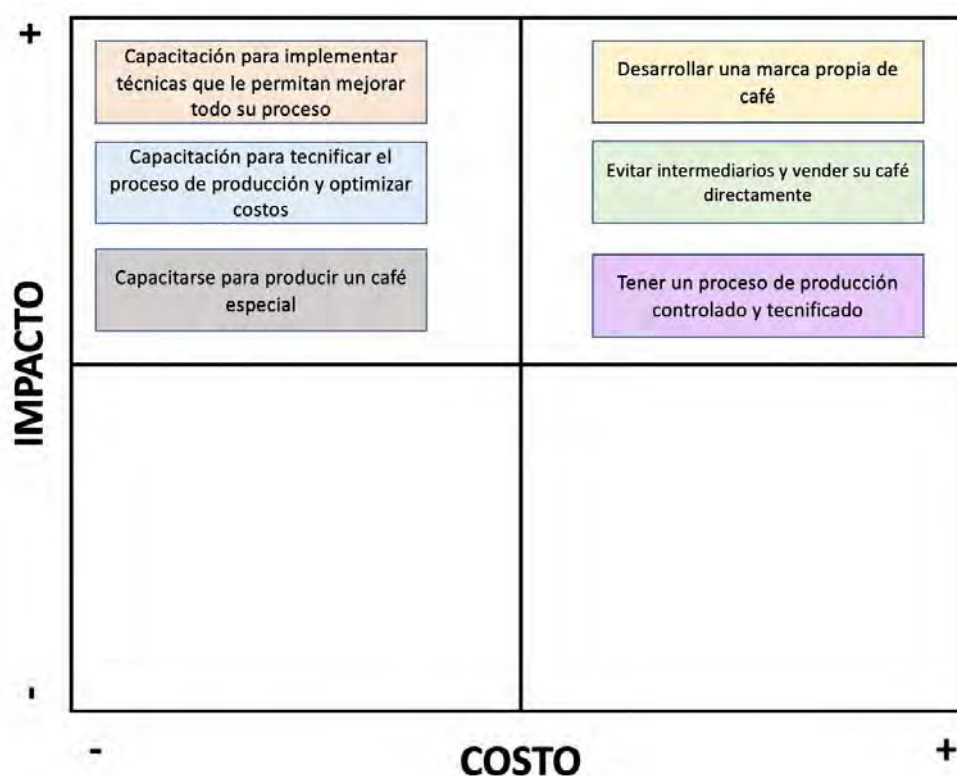 +
Capacitación para implementar
técnicas que le permitan mejorar
todo su proceso
Desarrollar una marca propia de
café
Capacitación para tecnificar el
proceso de producción y optimizar
costos
Evitar intermediarios y vender su café
directamente
Capacitarse para producir un café
especial
Tener un proceso de producción
controlado y tecnificado
IMPACTO
-
-
COSTO
+